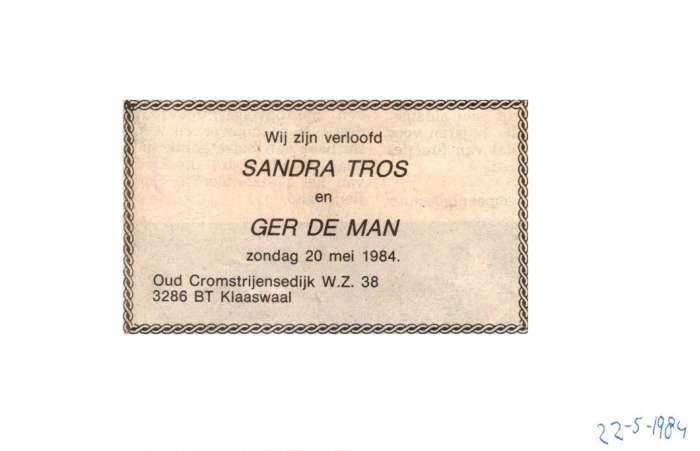 Wij zijn verloofd
SANDRA TROS
en
GER DE MAN
zondag 20 mei 1984.
Oud Cromstrijensedijk W.Z. 38
3286 BT Klaaswaal
22-5-1984